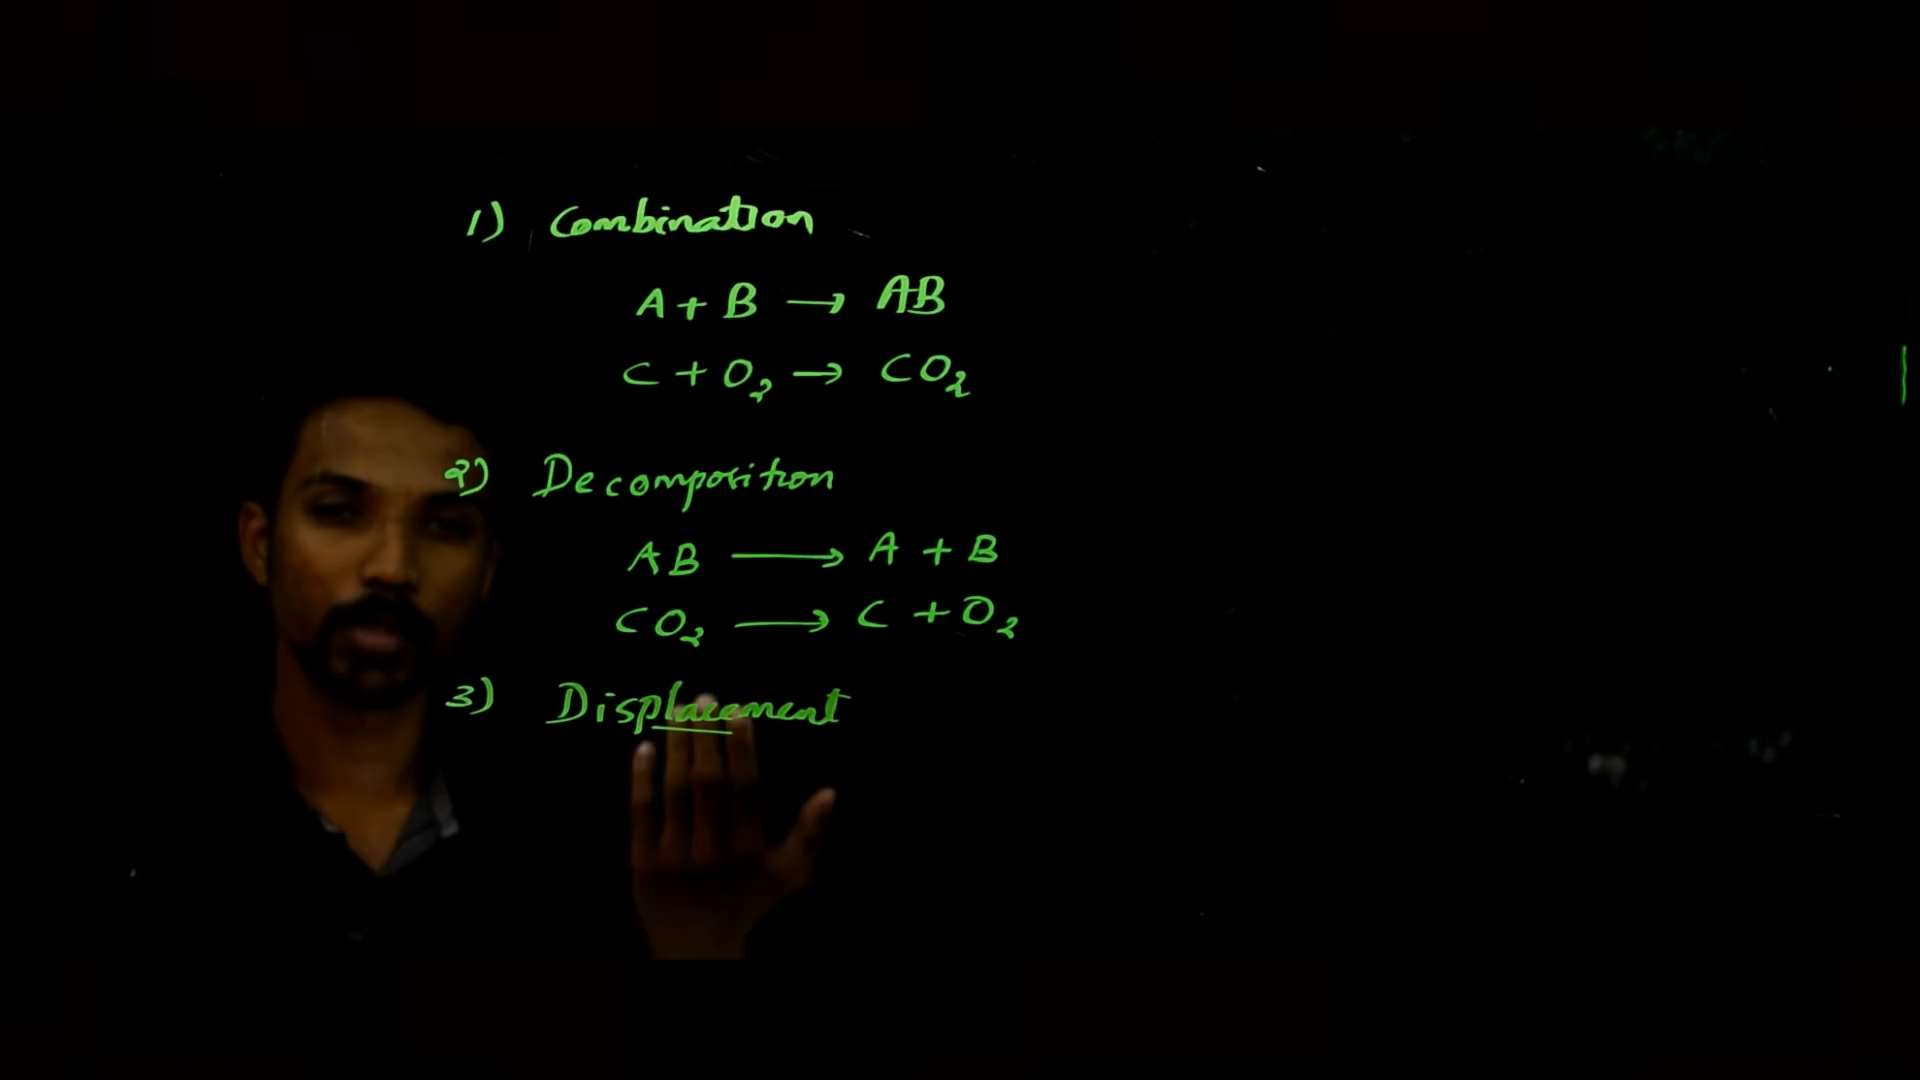 1) Combination
A + B → AB
C + O₂ → CO₂
2) Decomposition
AB → A + B
CO₂ → C + O₂
3) Displacement